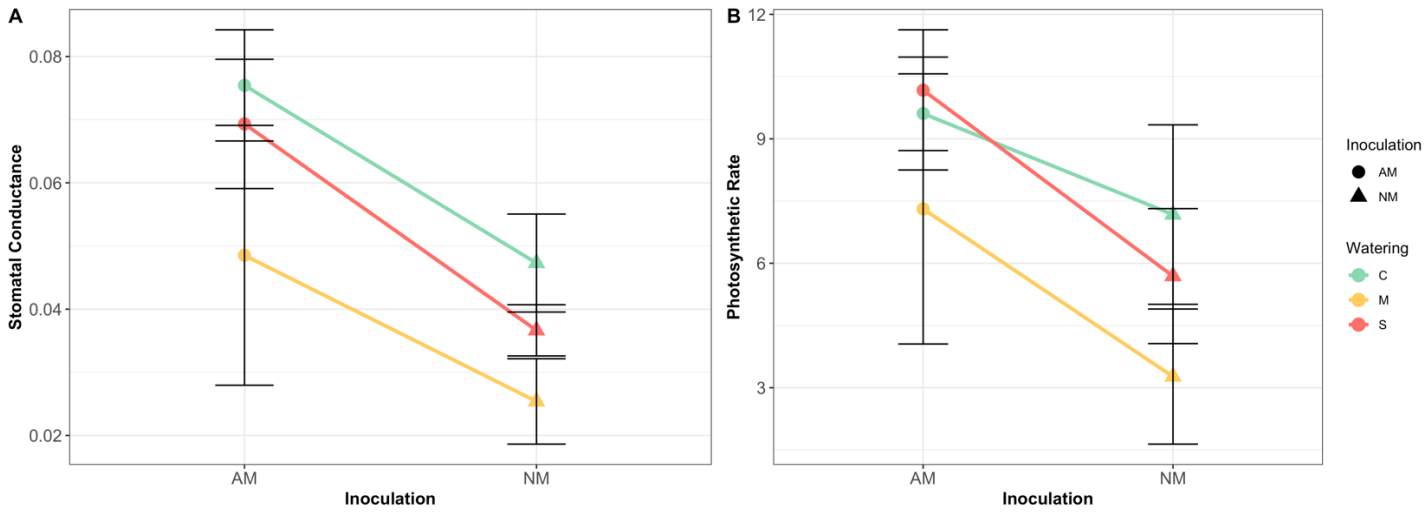 A
Stomatal Conductance
0.08
0.06
0.04
0.02
AM
NM
Inoculation
B
Photosynthetic Rate
12
9
6
3
AM
NM
Inoculation
Inoculation
AM
NM
Watering
C
M
S